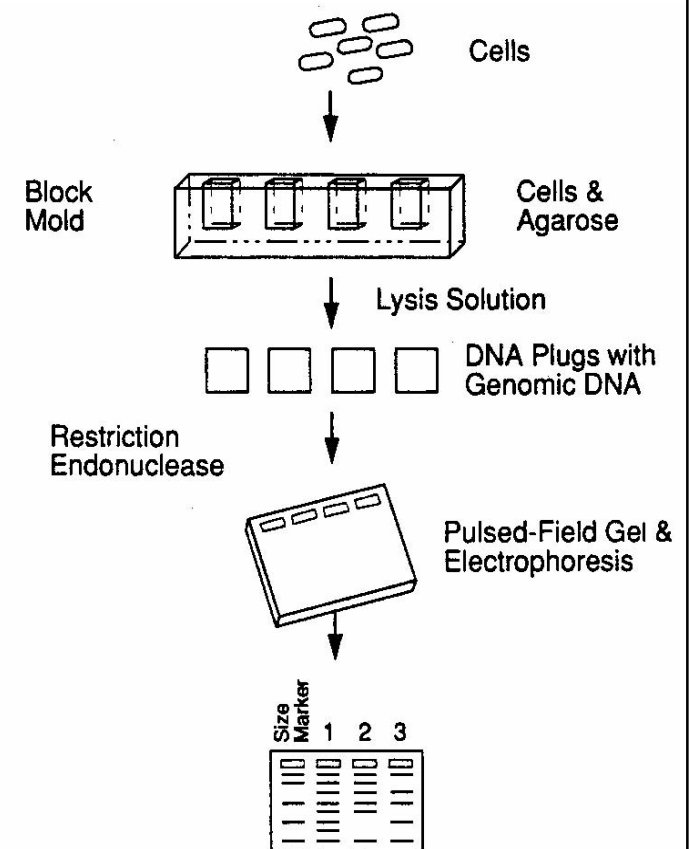 Cells
Block
Mold
Cells &
Agarose
Lysis Solution
DNA Plugs with
Genomic DNA
Restriction
Endonuclease
Pulsed-Field Gel &
Electrophoresis
Size
Marker
1 2 3